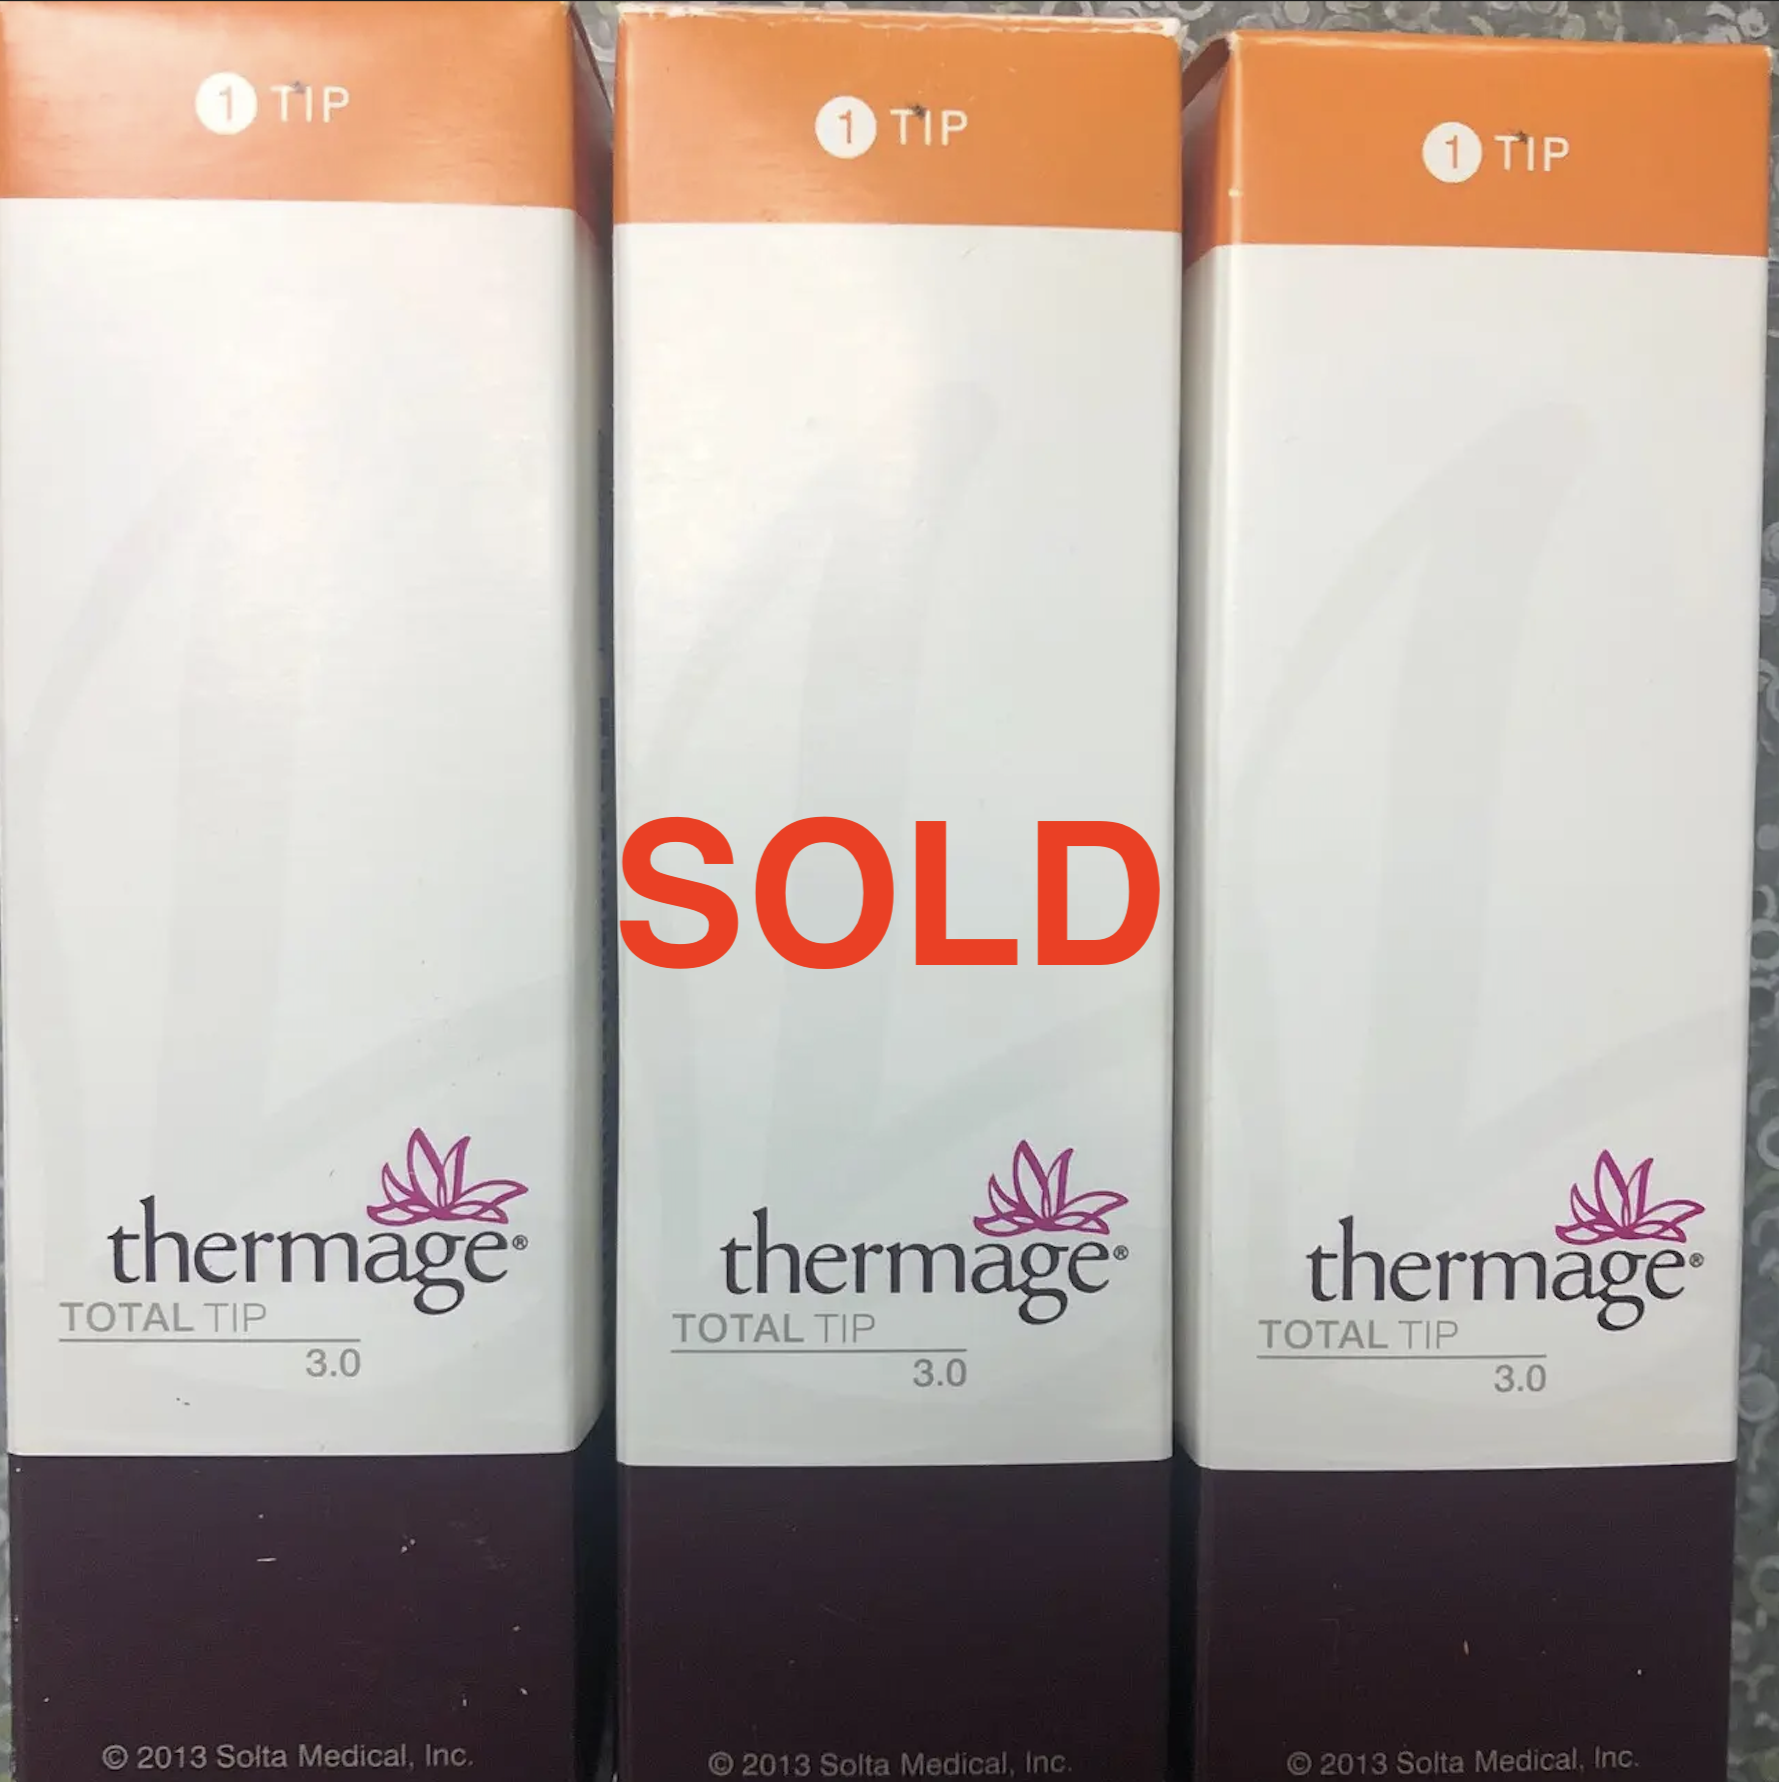 1 TIP
1 TIP
1 TIP
SOLD
thermage®
TOTAL TIP
3.0
thermage®
TOTAL TIP
3.0
thermage®
TOTAL TIP
3.0
© 2013 Solta Medical, Inc.
© 2013 Solta Medical, Inc.
© 2013 Solta Medical, Inc.